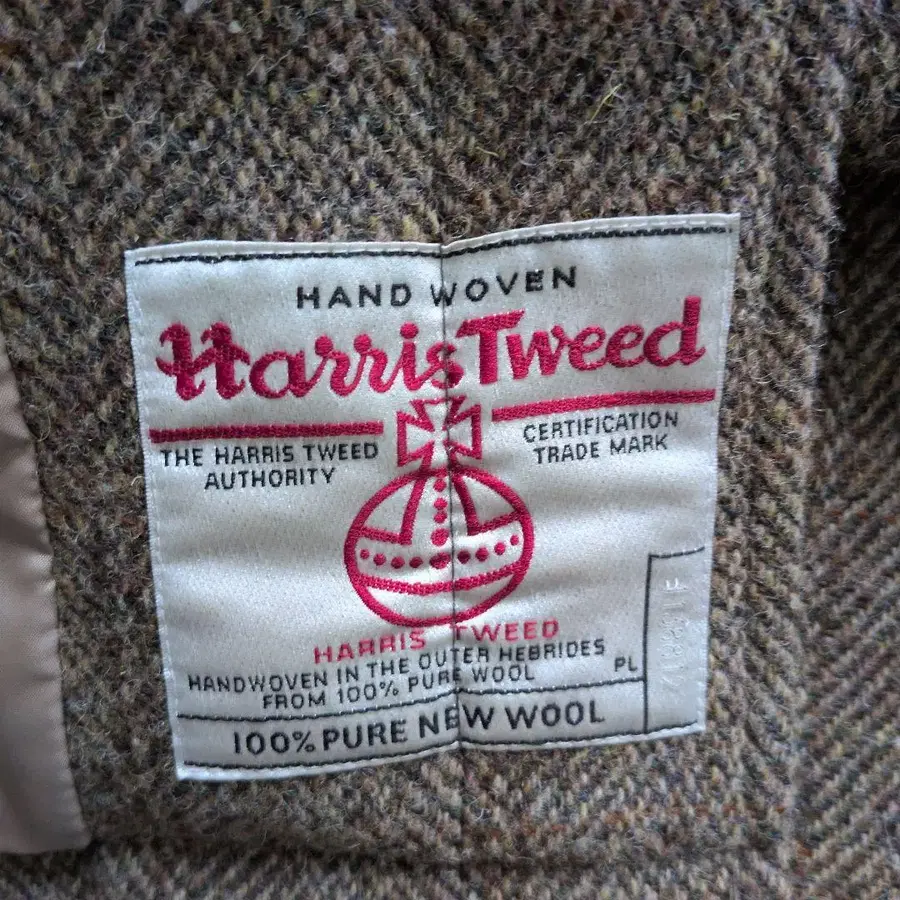 HAND WOVEN
Harris Tweed
THE HARRIS TWEED
AUTHORITY
CERTIFICATION
TRADE MARK
HARRIS TWEED
HANDWOVEN IN THE OUTER HEBRIDES
FROM 100% PURE WOOL
PL
100% PURE NEW WOOL